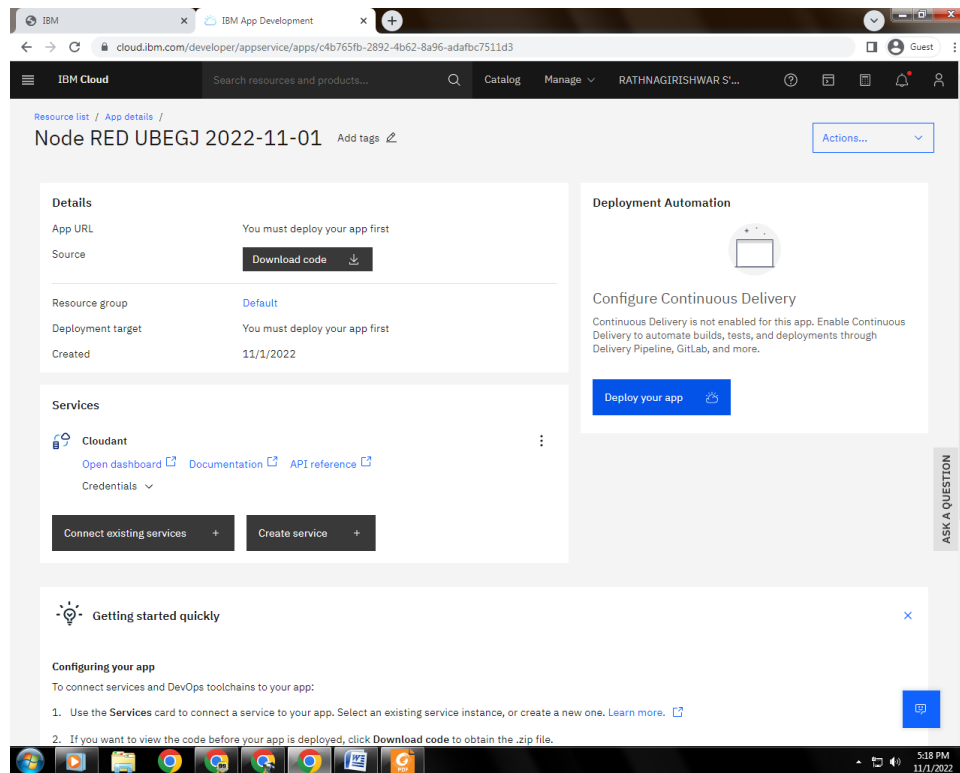 IBM
IBM App Development
cloud.ibm.com/developer/appservice/apps/c4b765fb-2892-4b62-8a96-adafbc7511d3
Guest
IBM Cloud
Search resources and products...
Catalog
Manage
RATHNAGIRISHWAR S'...
Resource list / App details /
Node RED UBEGJ 2022-11-01
Add tags
Actions...
Details
App URL
You must deploy your app first
Source
Download code
Resource group
Default
Deployment target
You must deploy your app first
Created
11/1/2022
Deployment Automation
Configure Continuous Delivery
Continuous Delivery is not enabled for this app. Enable Continuous
Delivery to automate builds, tests, and deployments through
Delivery Pipeline, GitLab, and more.
Deploy your app
Services
Cloudant
Open dashboard
Documentation
API reference
Credentials
Connect existing services +
Create service +
ASK A QUESTION
Getting started quickly
Configuring your app
To connect services and DevOps toolchains to your app:
1. Use the Services card to connect a service to your app. Select an existing service instance, or create a new one. Learn more.
2. If you want to view the code before your app is deployed, click Download code to obtain the .zip file.
PDF
5:18 PM
11/1/2022